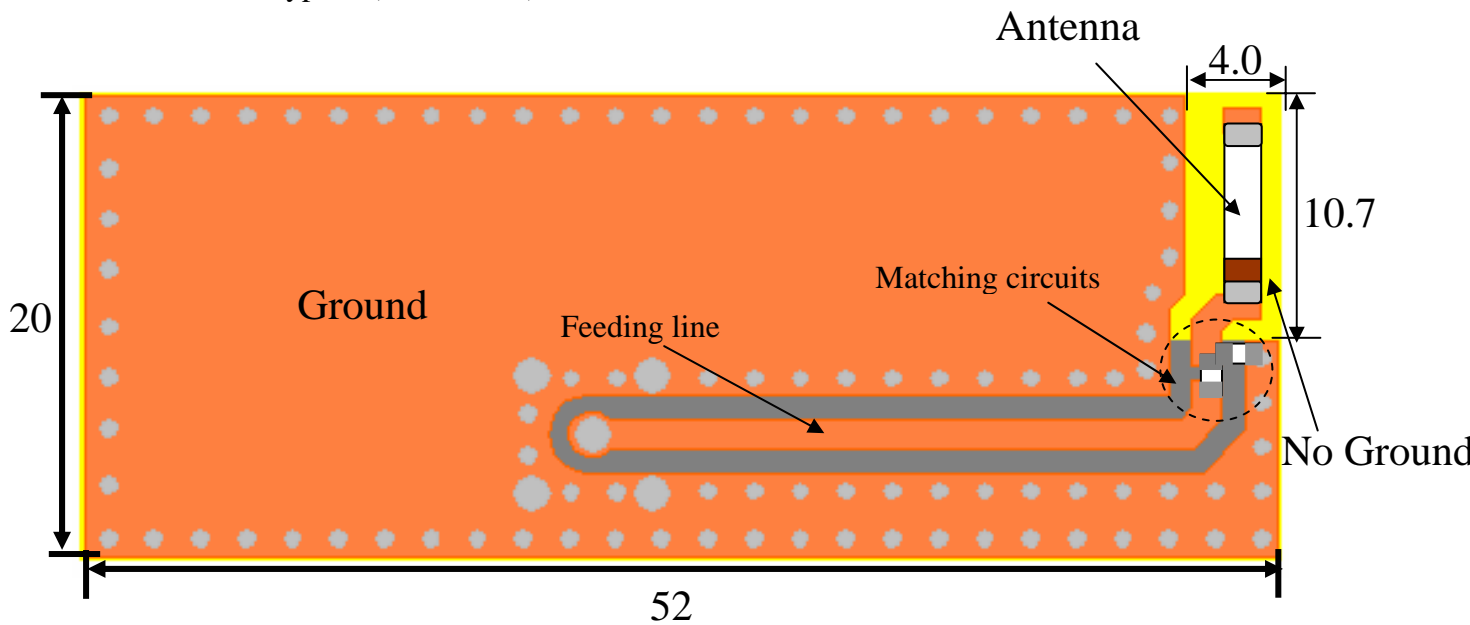 Antenna
4.0
10.7
Matching circuits
Ground
20
Feeding line
No Ground
52